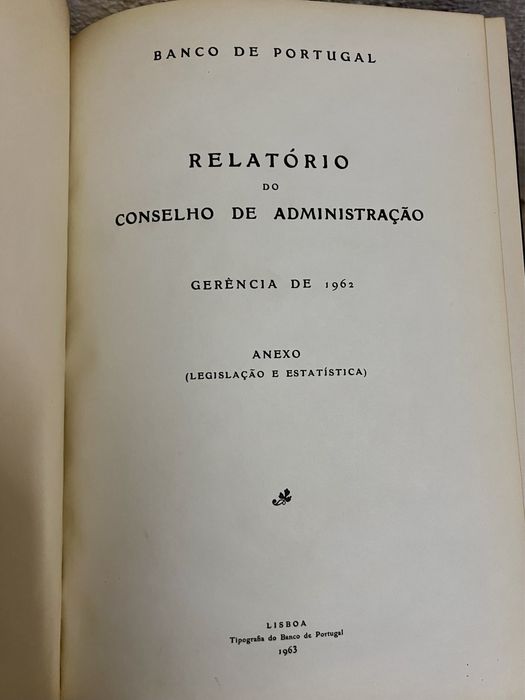 BANCO DE PORTUGAL
RELATÓRIO
DO
CONSELHO DE ADMINISTRAÇÃO
GERÊNCIA DE 1962
ANEXO
(LEGISLAÇÃO E ESTATÍSTICA)
LISBOA
Tipografia do Banco de Portugal
1963